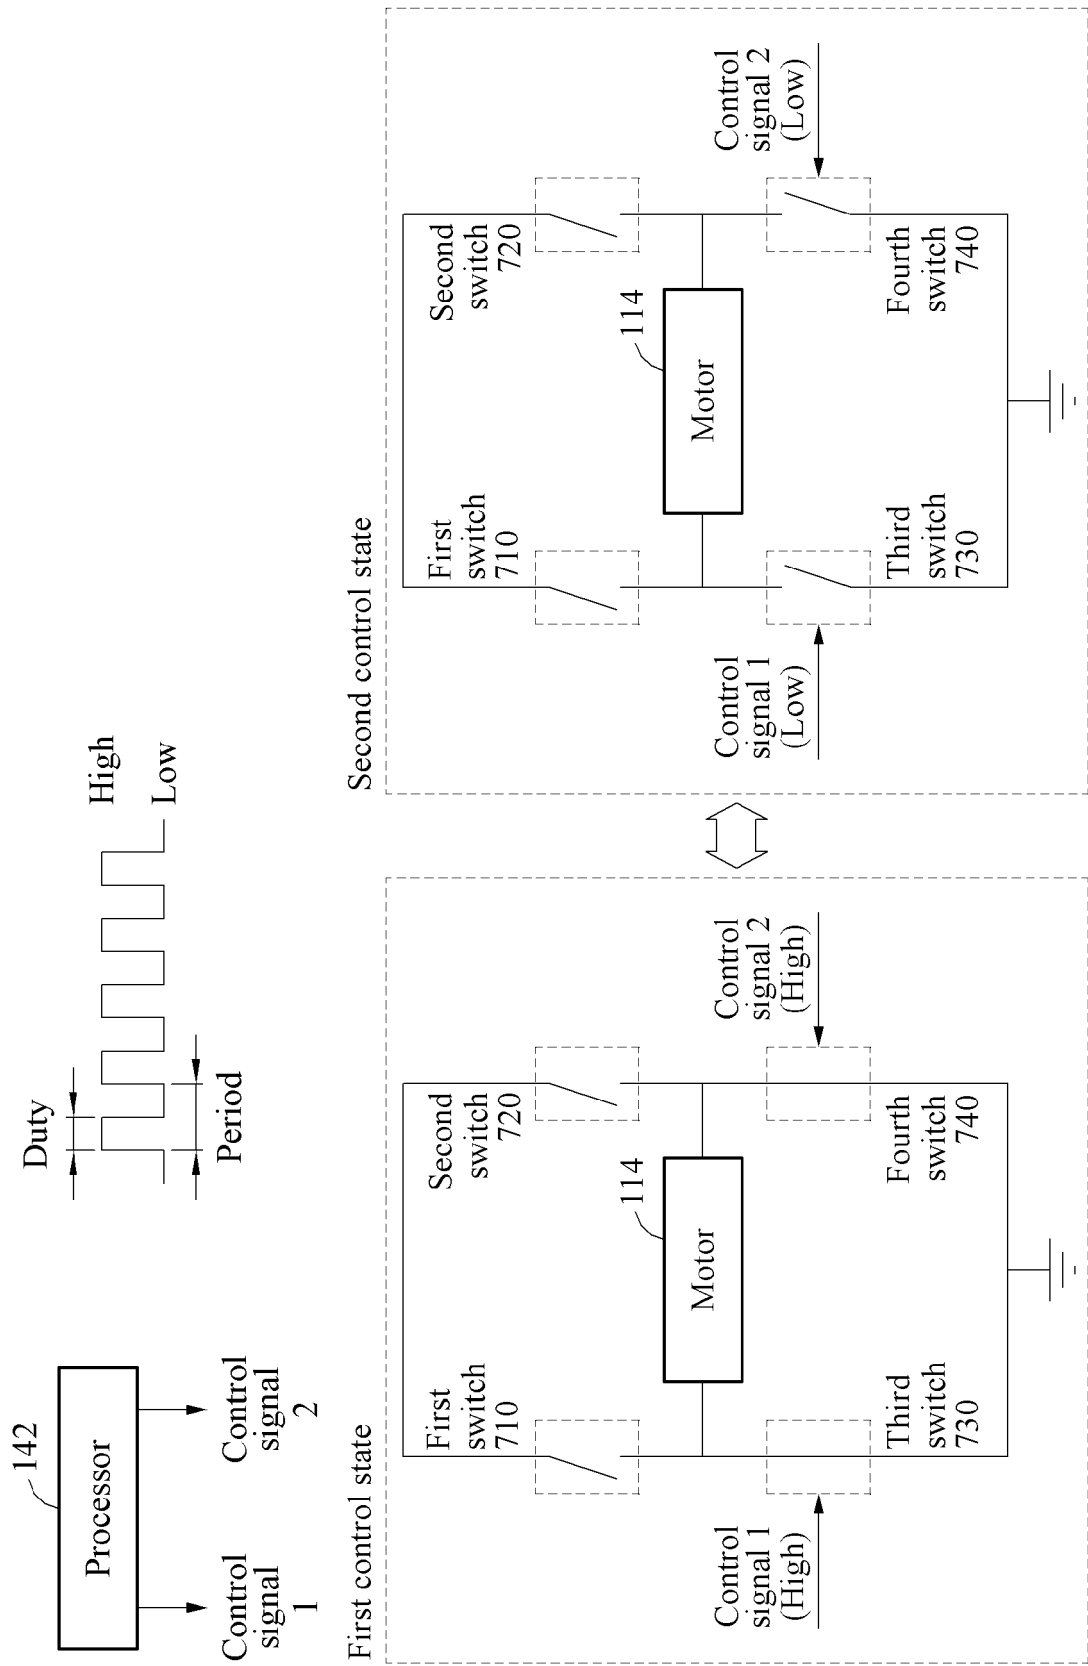 142
Processor
Control
signal
1
Control
signal
2
Duty
Period
High
Low
First control state
First
switch
710
Second
switch
720
114
Motor
Control
signal 1
(High)
Control
signal 2
(High)
Third
switch
730
Fourth
switch
740
Second control state
First
switch
710
Second
switch
720
114
Motor
Control
signal 1
(Low)
Control
signal 2
(Low)
Third
switch
730
Fourth
switch
740